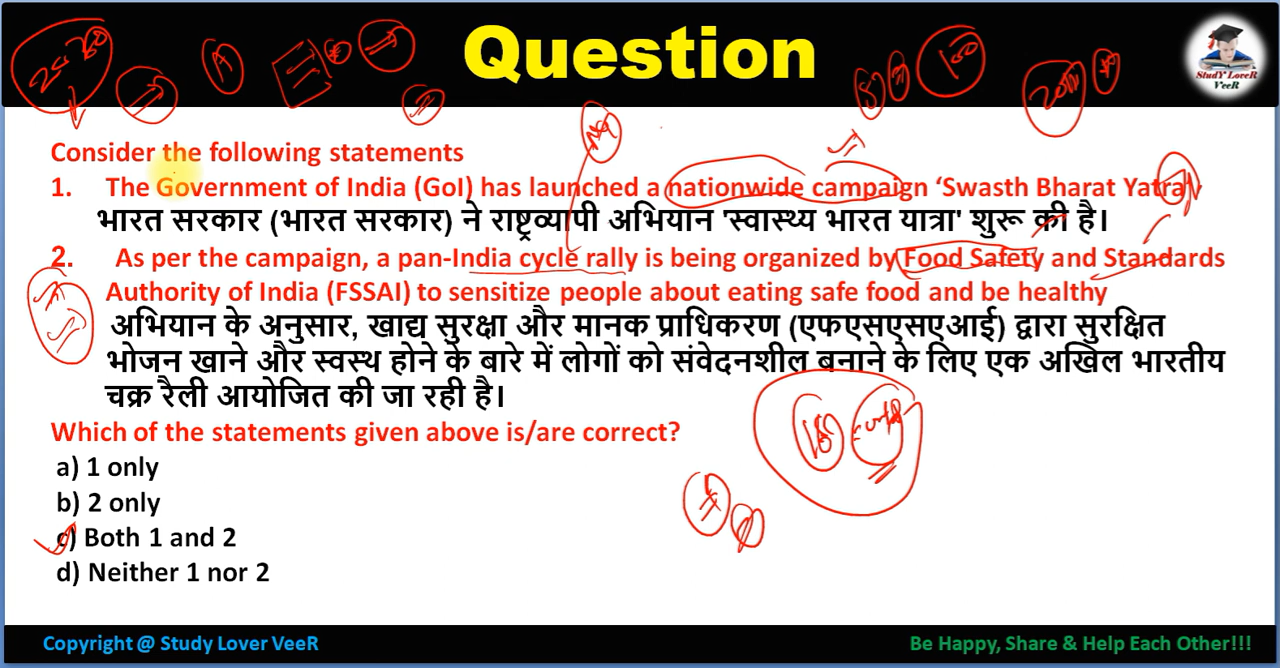 Question
StudY LoveR
VeeR
Consider the following statements
1. The Government of India (GoI) has launched a nationwide campaign ‘Swasth Bharat Yatra’
भारत सरकार (भारत सरकार) ने राष्ट्रव्यापी अभियान 'स्वास्थ्य भारत यात्रा' शुरू की है।
2. As per the campaign, a pan-India cycle rally is being organized by Food Safety and Standards
Authority of India (FSSAI) to sensitize people about eating safe food and be healthy
अभियान के अनुसार, खाद्य सुरक्षा और मानक प्राधिकरण (एफएसएसएआई) द्वारा सुरक्षित
भोजन खाने और स्वस्थ होने के बारे में लोगों को संवेदनशील बनाने के लिए एक अखिल भारतीय
चक्र रैली आयोजित की जा रही है।
Which of the statements given above is/are correct?
a) 1 only
b) 2 only
c) Both 1 and 2
d) Neither 1 nor 2
Copyright @ Study Lover VeeR
Be Happy, Share & Help Each Other!!!